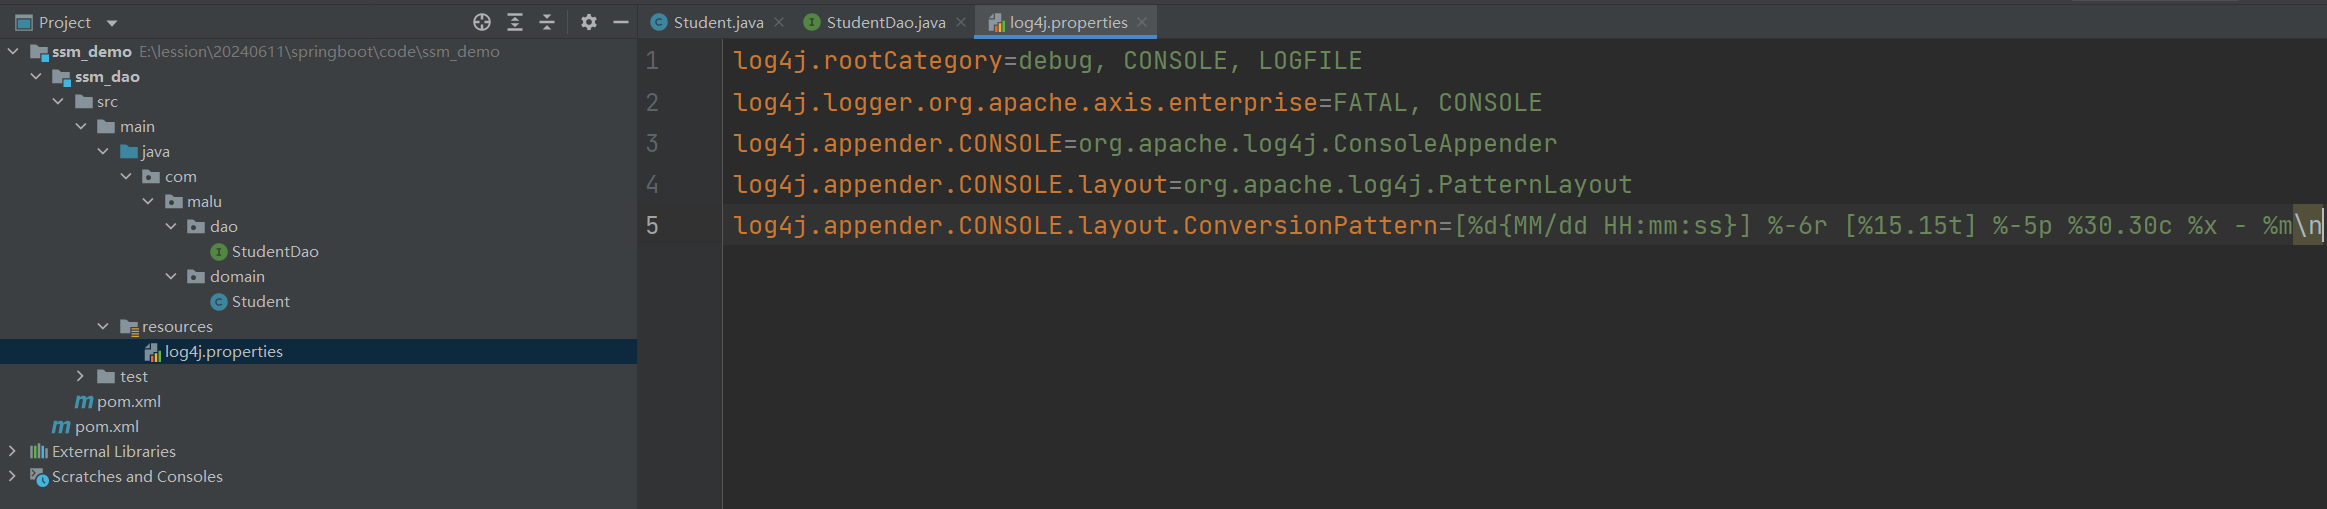 Project
ssm_demo E:\lession\20240611\springboot\code\ssm_demo
ssm_dao
src
main
java
com
malu
dao
StudentDao
domain
Student
resources
log4j.properties
test
pom.xml
pom.xml
External Libraries
Scratches and Consoles
Student.java StudentDao.java log4j.properties
1 log4j.rootCategory=debug, CONSOLE, LOGFILE
2 log4j.logger.org.apache.axis.enterprise=FATAL, CONSOLE
3 log4j.appender.CONSOLE=org.apache.log4j.ConsoleAppender
4 log4j.appender.CONSOLE.layout=org.apache.log4j.PatternLayout
5 log4j.appender.CONSOLE.layout.ConversionPattern=[%d{MM/dd HH:mm:ss}] %-6r [%15.15t] %-5p %30.30c %x - %m\n